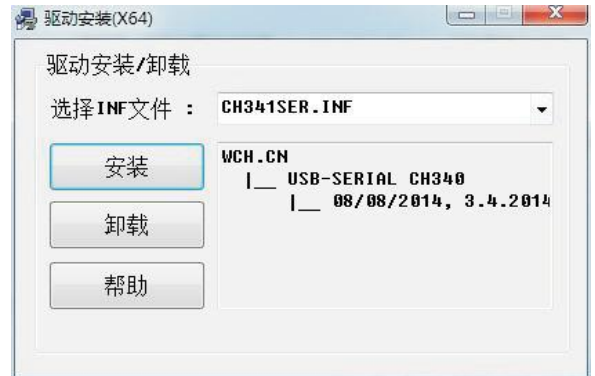 驱动安装(X64)
驱动安装/卸载
选择INF文件 : CH341SER.INF
安装
卸载
帮助
WCH.CN
|__ USB-SERIAL CH340
|__ 08/08/2014, 3.4.2014